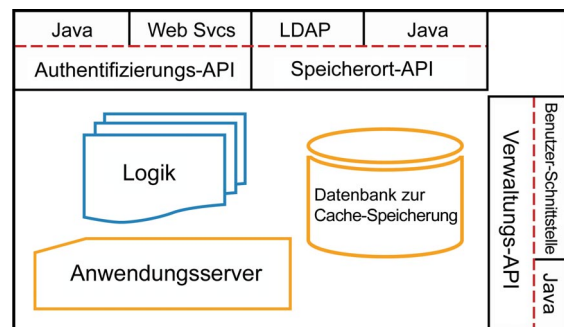 Java
Web Svcs
LDAP
Java
Authentifizierungs-API
Speicherort-API
Logik
Datenbank zur
Cache-Speicherung
Anwendungsserver
Verwaltungs-API
Benutzer-Schnittstelle
Java